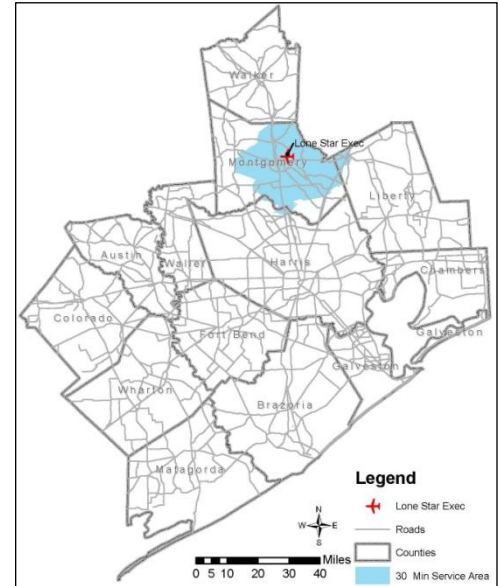 Walker
Lone Star Exec
Montgomery
Liberty
Austin
Waller
Harris
Chambers
Colorado
Fort Bend
Galveston
Galveston
Wharton
Brazoria
Matagorda
Legend
Lone Star Exec
Roads
Counties
30 Min Service Area
N
W E
S
Miles
0 5 10 20 30 40